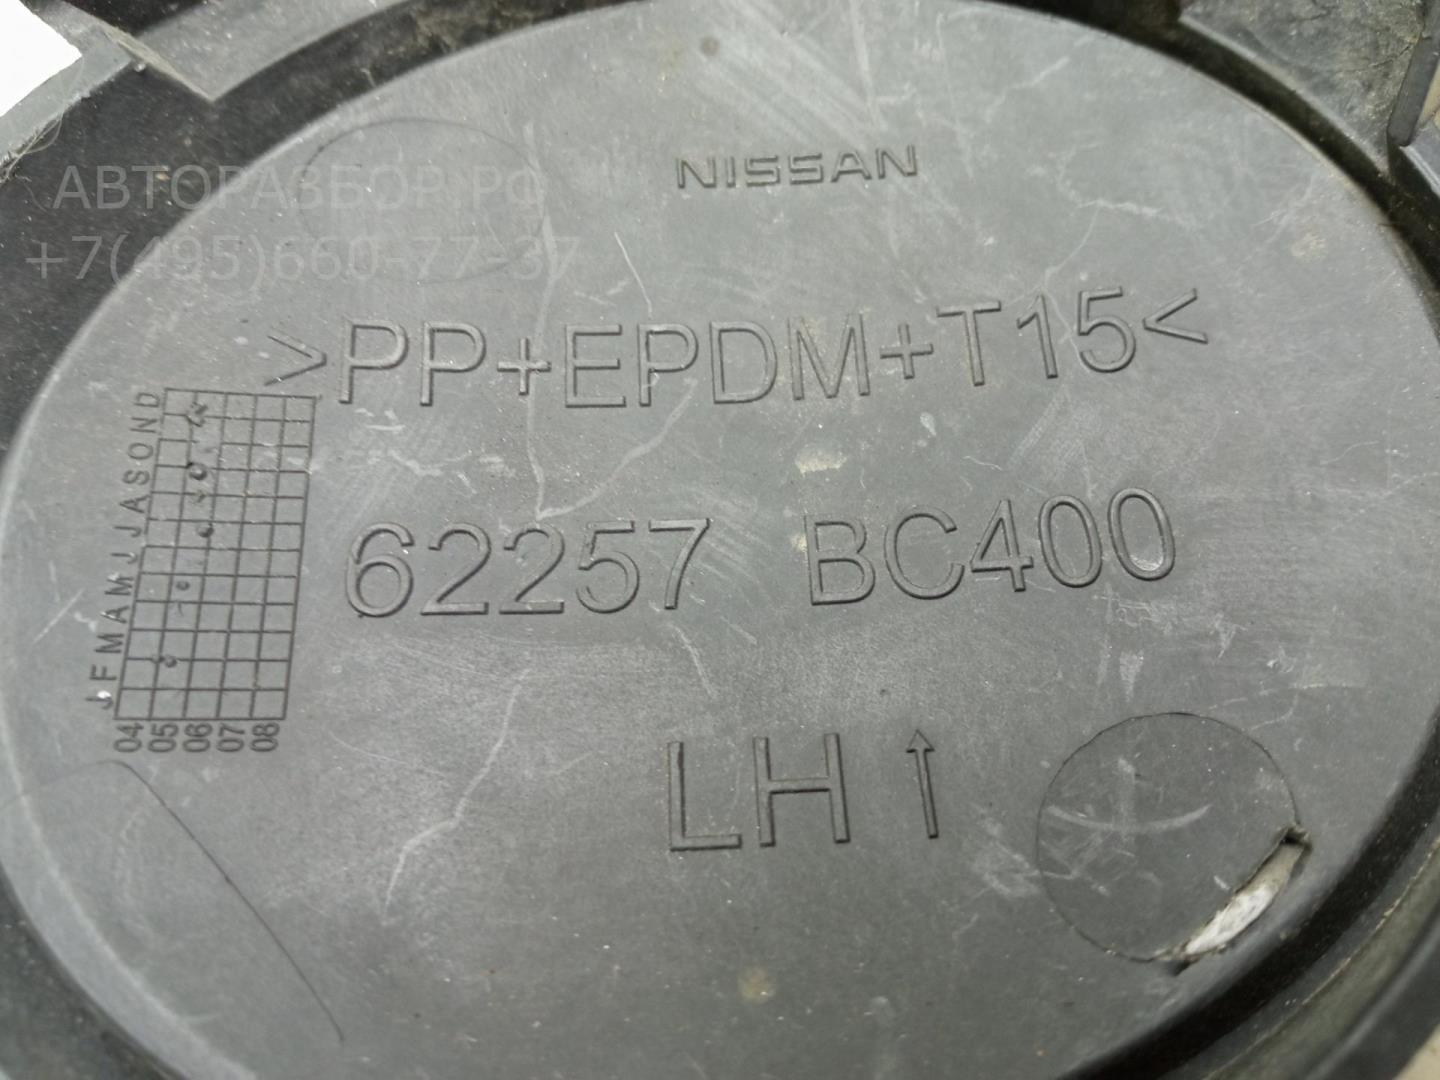 NISSAN
АВТОРАЗБОР.РФ
+7(495)660-77-37
>PP+EPDM+T15<
J F M A M J J A S O N D
62257 BC400
04 05 06 07 08
LH ↑